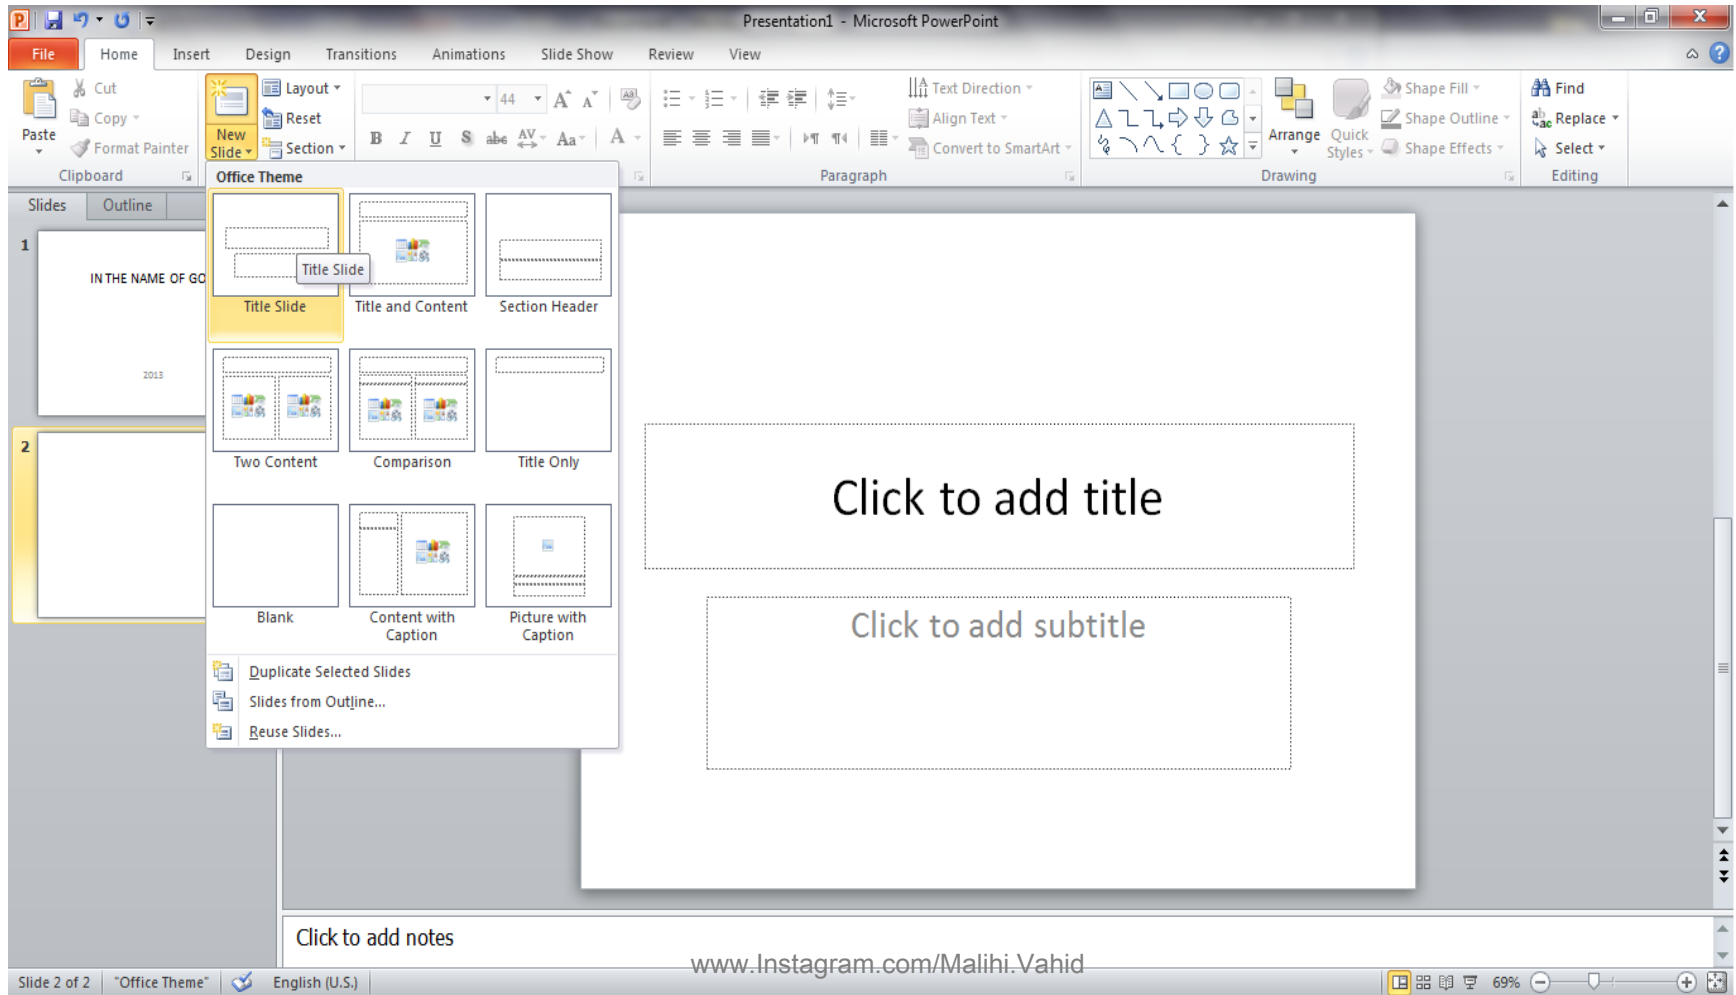 Presentation1 - Microsoft PowerPoint
File Home Insert Design Transitions Animations Slide Show Review View
Paste
Cut
Copy
Format Painter
Clipboard
New
Slide
Layout
Reset
Section
44
B I U S abc AV Aa A
Text Direction
Align Text
Convert to SmartArt
Paragraph
Arrange
Quick
Styles
Shape Fill
Shape Outline
Shape Effects
Drawing
Find
Replace
Select
Editing
Slides Outline
1
IN THE NAME OF GO
2013
2
Office Theme
Title Slide
Title Slide
Title and Content
Section Header
Two Content
Comparison
Title Only
Blank
Content with
Caption
Picture with
Caption
Duplicate Selected Slides
Slides from Outline...
Reuse Slides...
Click to add title
Click to add subtitle
Click to add notes
www.Instagram.com/Malihi.Vahid
Slide 2 of 2 "Office Theme" English (U.S.) 69%